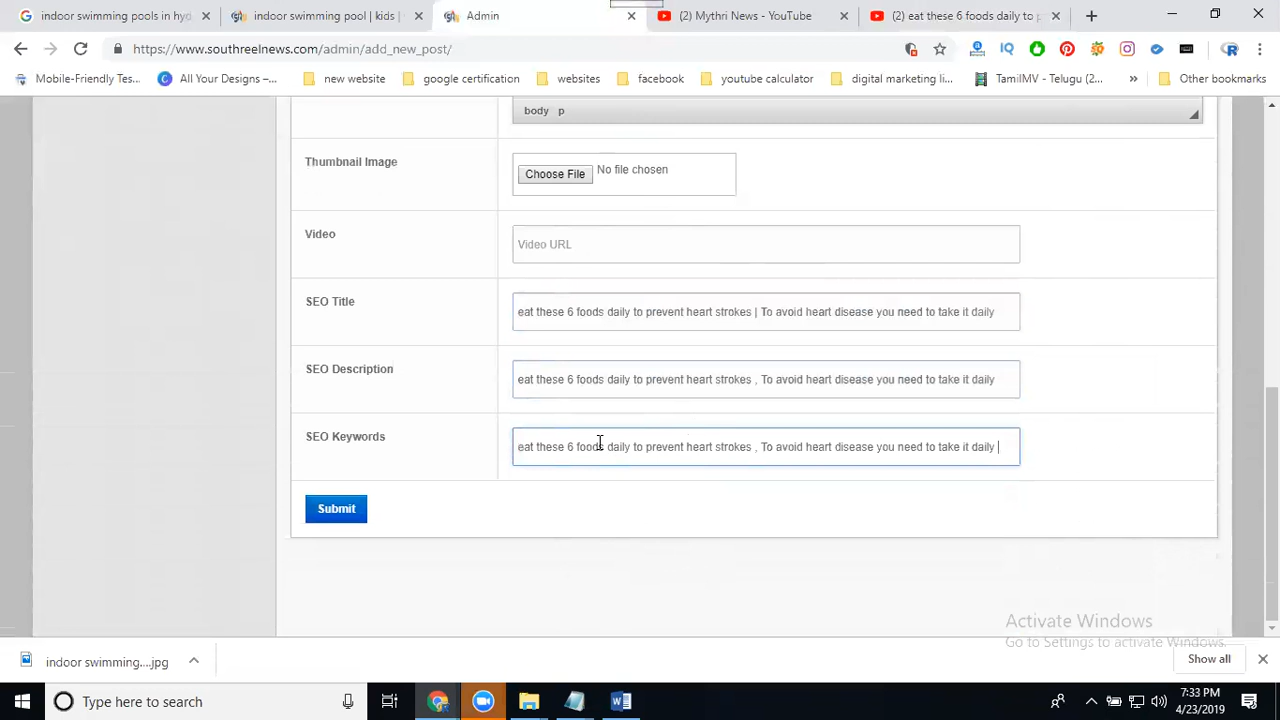 indoor swimming pools in hyd
indoor swimming pool | kids
Admin
(2) Mythri News - YouTube
(2) eat these 6 foods daily to p
https://www.southreelnews.com/admin/add_new_post/
Mobile-Friendly Tes...
All Your Designs –...
new website
google certification
websites
facebook
youtube calculator
digital marketing li...
TamilMV - Telugu (2...
Other bookmarks
body p
Thumbnail Image
Choose File No file chosen
Video
Video URL
SEO Title
eat these 6 foods daily to prevent heart strokes | To avoid heart disease you need to take it daily
SEO Description
eat these 6 foods daily to prevent heart strokes , To avoid heart disease you need to take it daily
SEO Keywords
eat these 6 foods daily to prevent heart strokes , To avoid heart disease you need to take it daily
Submit
Activate Windows
Go to Settings to activate Windows.
indoor swimming....jpg
Show all
Type here to search
7:33 PM
4/23/2019